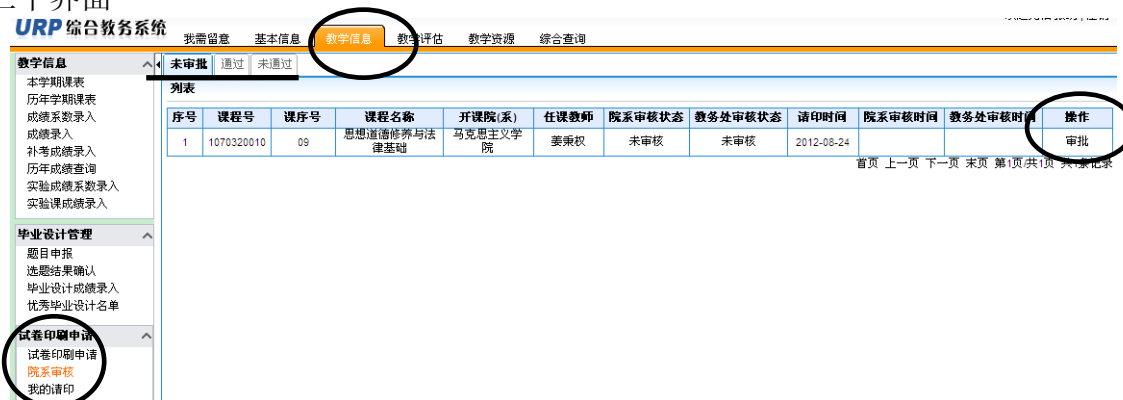 三个界面
URP 综合教务系统
我需留意 基本信息 教学信息 教学评估 教学资源 综合查询
教学信息
本学期课表
历年学期课表
成绩系数录入
成绩录入
补考成绩录入
历年成绩查询
实验成绩系数录入
实验课成绩录入
毕业设计管理
题目申报
选题结果确认
毕业设计成绩录入
优秀毕业设计名单
试卷印刷申请
试卷印刷申请
院系审核
我的请印
未审批 通过 未通过
列表
序号 课程号 课序号 课程名称 开课院(系) 任课教师 院系审核状态 教务处审核状态 请印时间 院系审核时间 教务处审核时间 操作
1 1070320010 09 思想道德修养与法律基础 马克思主义学院 姜秉权 未审核 未审核 2012-08-24 审批
首页 上一页 下一页 末页 第1页/共1页 共1条记录